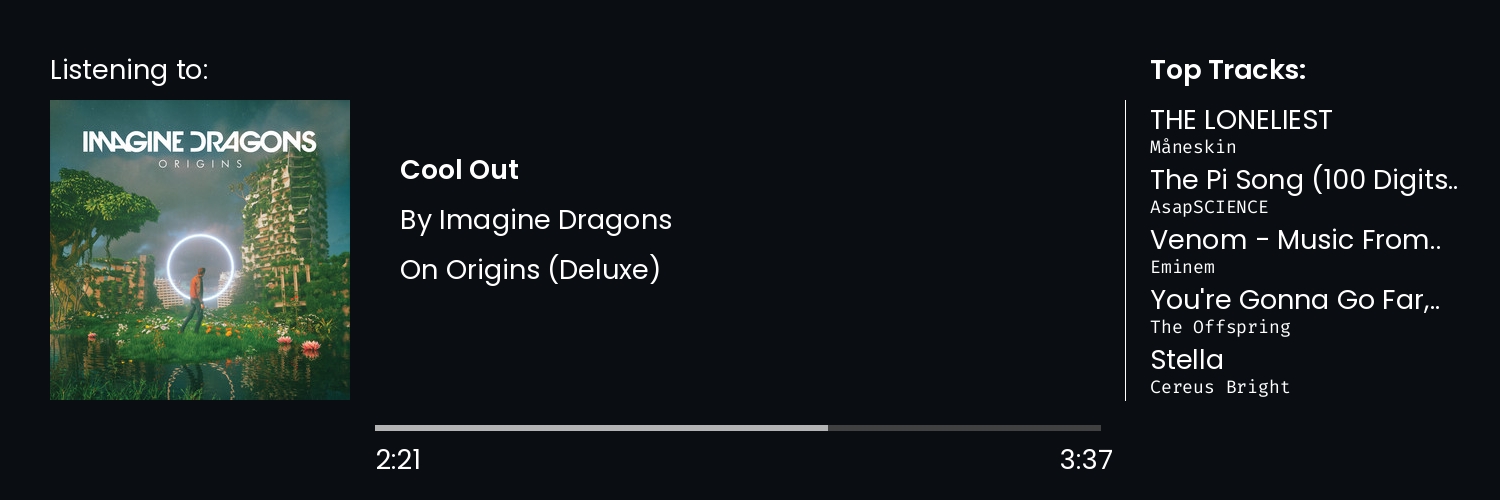 Listening to:
IMAGINE DRAGONS
ORIGINS
Cool Out
By Imagine Dragons
On Origins (Deluxe)
2:21
3:37
Top Tracks:
THE LONELIEST
Måneskin
The Pi Song (100 Digits..
AsapSCIENCE
Venom - Music From..
Eminem
You're Gonna Go Far,..
The Offspring
Stella
Cereus Bright